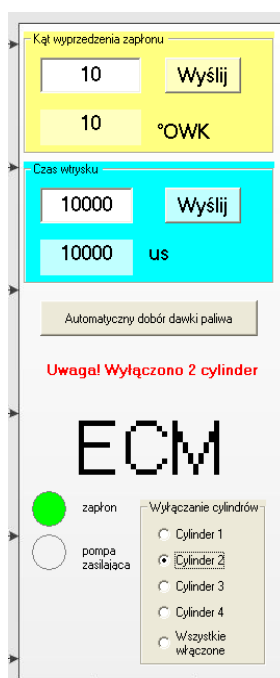 Kąt wyprzedzenia zapłonu
10 Wyślij
10 °OWK
Czas wtrysku
10000 Wyślij
10000 us
Automatyczny dobór dawki paliwa
Uwaga! Wyłączono 2 cylinder
ECM
zapłon
pompa
zasilająca
Wyłączanie cylindrów
Cylinder 1
Cylinder 2
Cylinder 3
Cylinder 4
Wszystkie
włączone